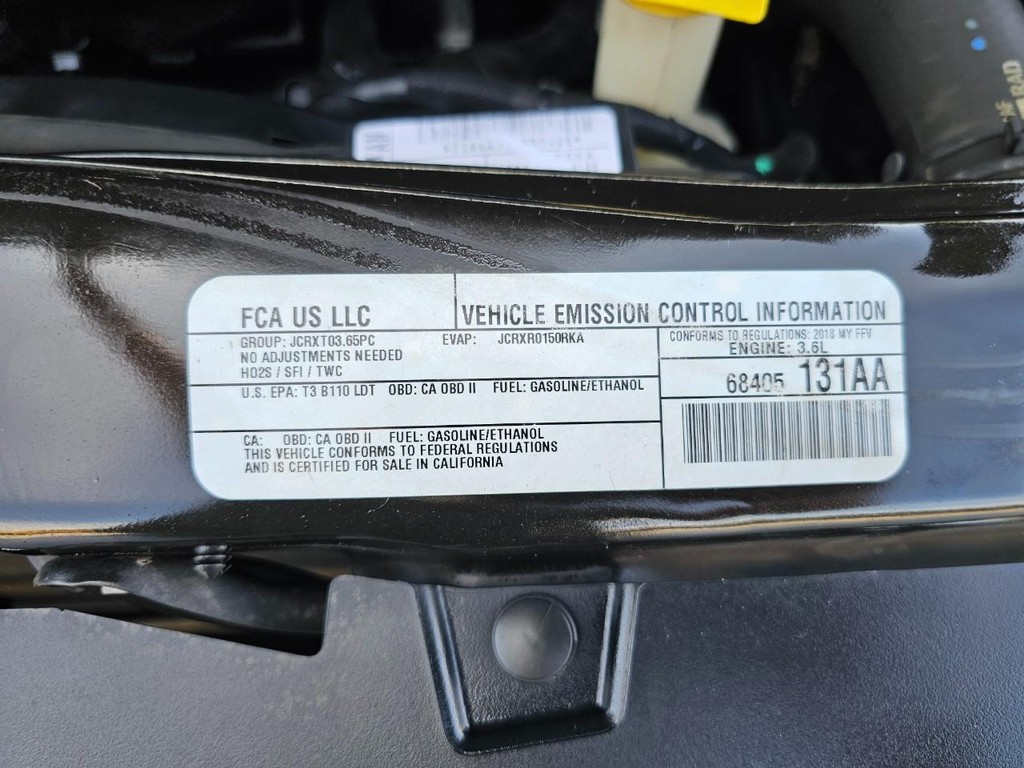 RAD
FCA US LLC
VEHICLE EMISSION CONTROL INFORMATION
GROUP: JCRXT03.65PC EVAP: JCRXR0150RKA
NO ADJUSTMENTS NEEDED
HO2S / SFI / TWC
CONFORMS TO REGULATIONS: 2018 MY FFV
ENGINE: 3.6L
U.S. EPA: T3 B110 LDT OBD: CA OBD II FUEL: GASOLINE/ETHANOL
68405 131AA
CA: OBD: CA OBD II FUEL: GASOLINE/ETHANOL
THIS VEHICLE CONFORMS TO FEDERAL REGULATIONS
AND IS CERTIFIED FOR SALE IN CALIFORNIA